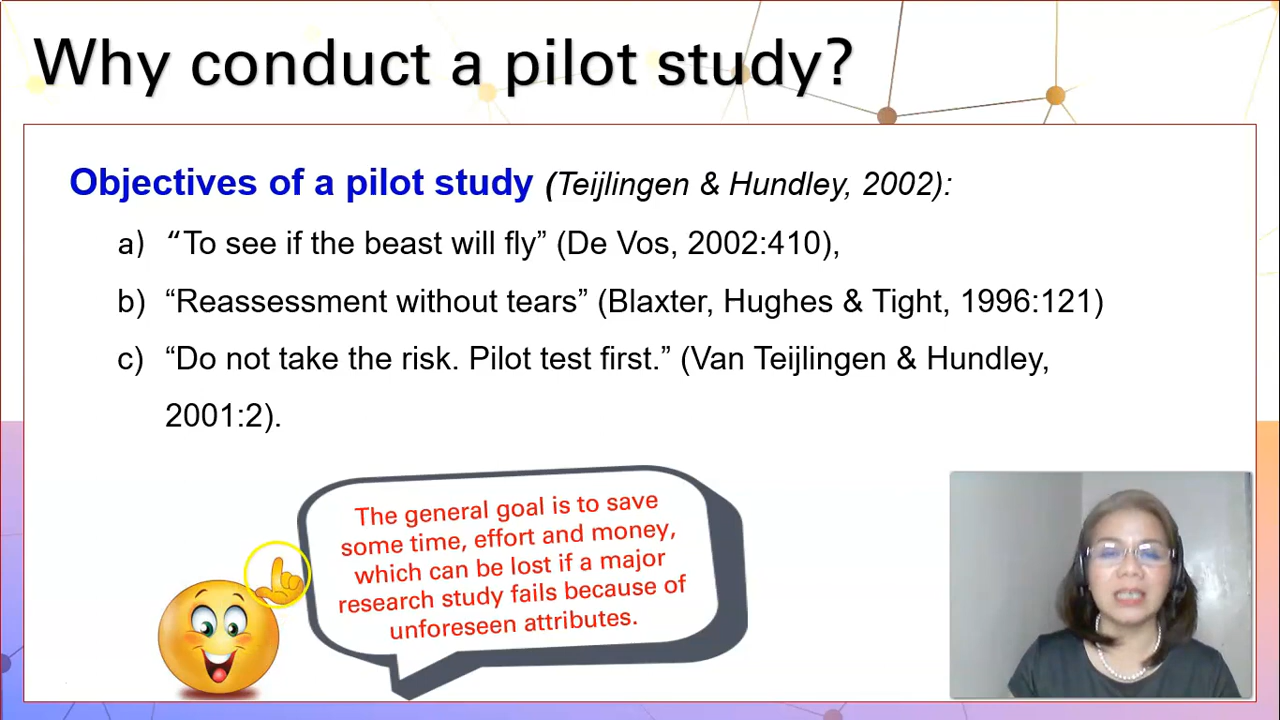 Why conduct a pilot study?
Objectives of a pilot study (Teijlingen & Hundley, 2002):
a) “To see if the beast will fly” (De Vos, 2002:410),
b) “Reassessment without tears” (Blaxter, Hughes & Tight, 1996:121)
c) “Do not take the risk. Pilot test first.” (Van Teijlingen & Hundley,
2001:2).
The general goal is to save
some time, effort and money,
which can be lost if a major
research study fails because of
unforeseen attributes.